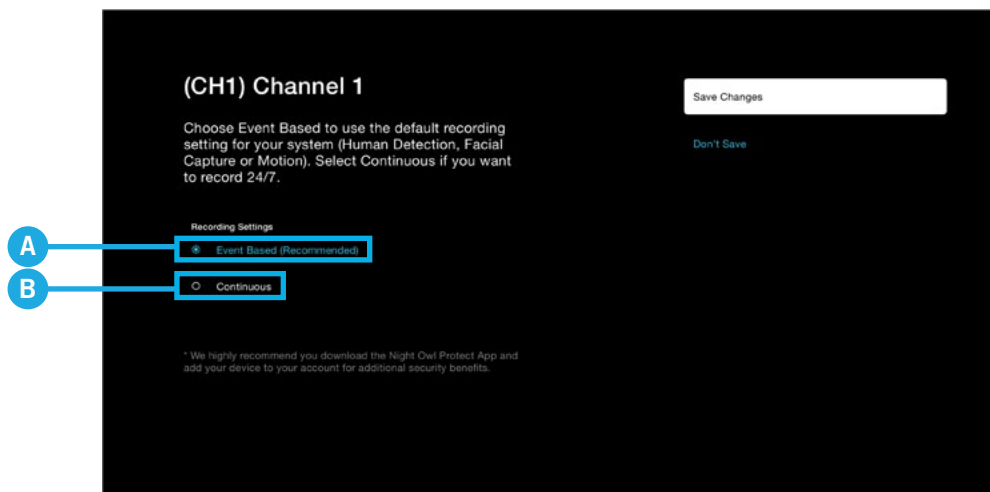 (CH1) Channel 1
Save Changes
Choose Event Based to use the default recording
setting for your system (Human Detection, Facial
Capture or Motion). Select Continuous if you want
to record 24/7.
Don't Save
Recording Settings
A
Event Based (Recommended)
B
Continuous
* We highly recommend you download the Night Owl Protect App and
add your device to your account for additional security benefits.